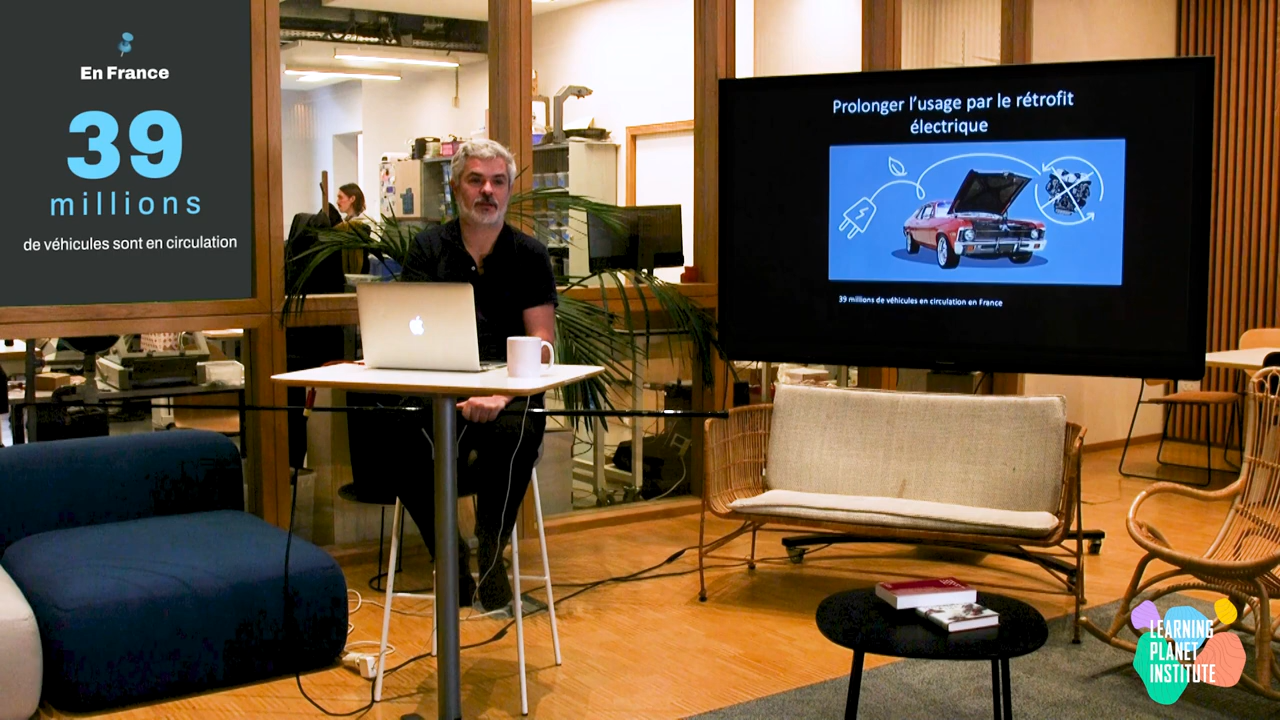 En France
39
millions
de véhicules sont en circulation
Prolonger l'usage par le rétrofit
électrique
39 millions de véhicules en circulation en France
LEARNING
PLANET
INSTITUTE